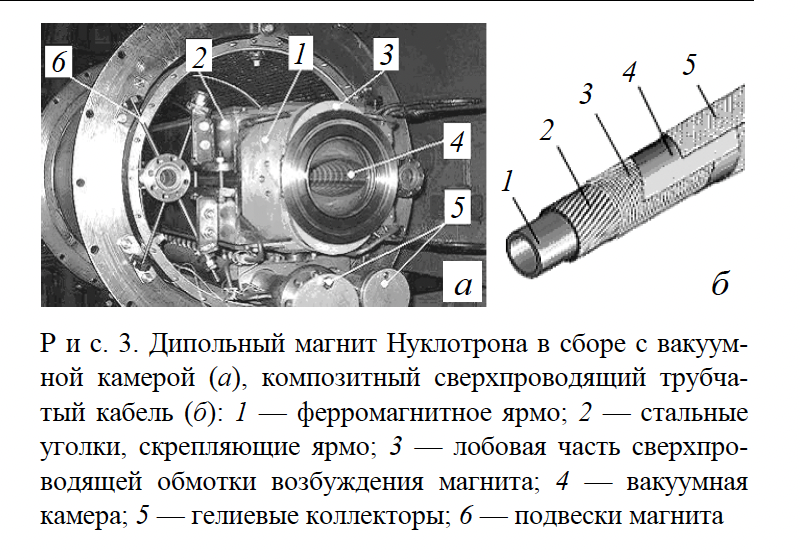 6 2 1 3
4
5
а
1 2 3 4 5
б
Р и с. 3. Дипольный магнит Нуклотрона в сборе с вакуум-
ной камерой (а), композитный сверхпроводящий трубча-
тый кабель (б): 1 — ферромагнитное ярмо; 2 — стальные
уголки, скрепляющие ярмо; 3 — лобовая часть сверхпро-
водящей обмотки возбуждения магнита; 4 — вакуумная
камера; 5 — гелиевые коллекторы; 6 — подвески магнита